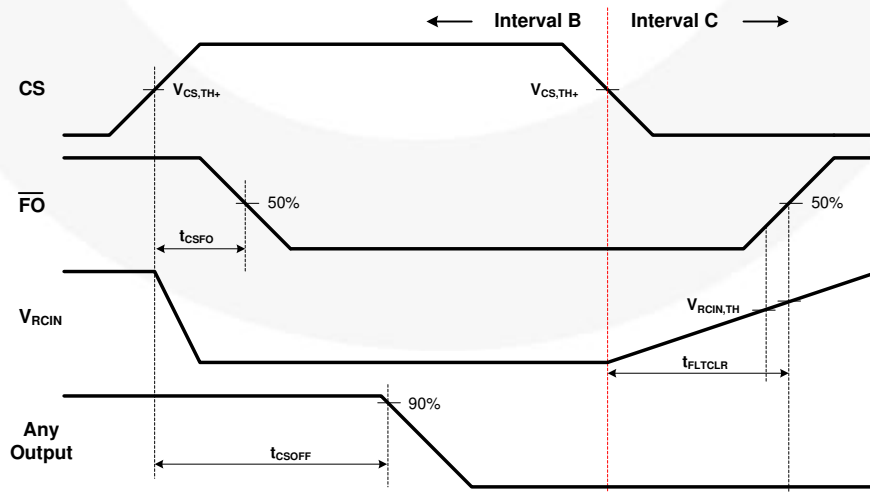 Interval B
Interval C
CS
V_CS,TH+
V_CS,TH+
FO
50%
50%
t_CSFO
V_RCIN
V_RCIN,TH
t_FLTCLR
90%
Any
Output
t_CSOFF